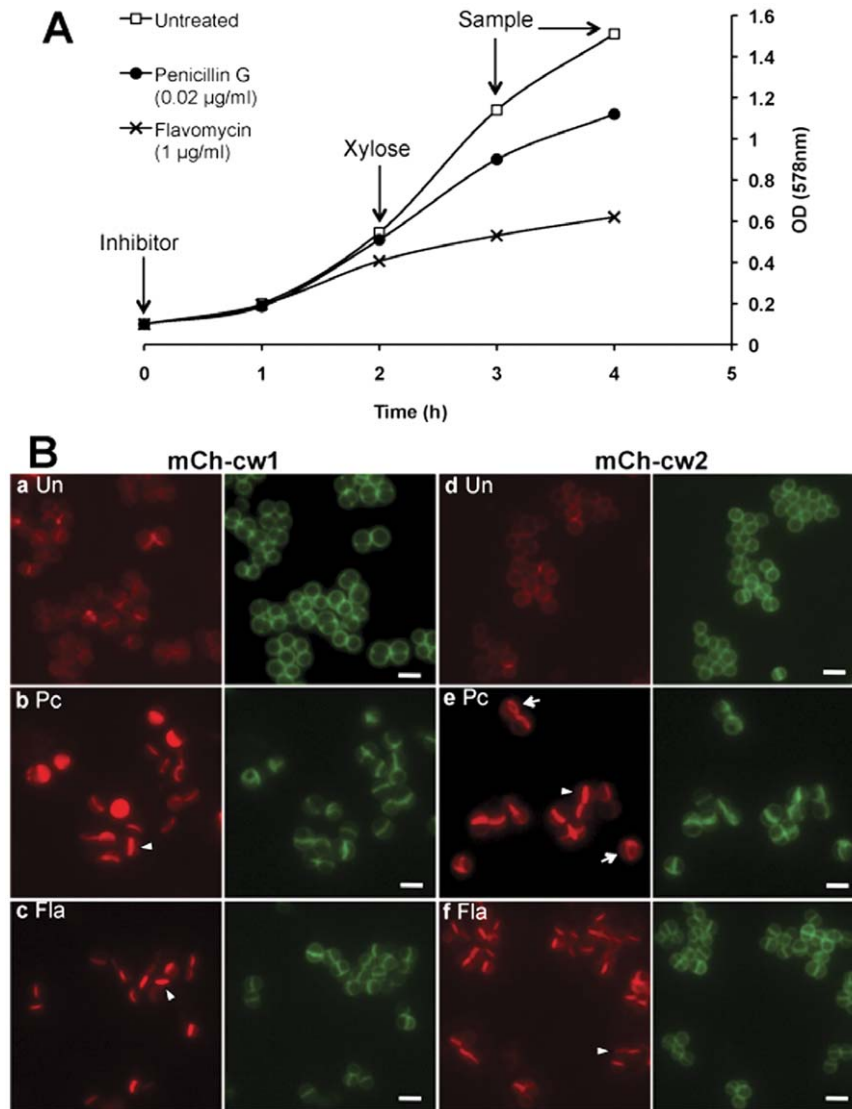 A
Untreated
Penicillin G
(0.02 µg/ml)
Flavomycin
(1 µg/ml)
Inhibitor
Xylose
Sample
1.6
1.4
1.2
1
0.8
0.6
0.4
0.2
0
OD (578nm)
0 1 2 3 4 5
Time (h)
B
mCh-cw1 mCh-cw2
a Un d Un
b Pc e Pc
c Fla f Fla